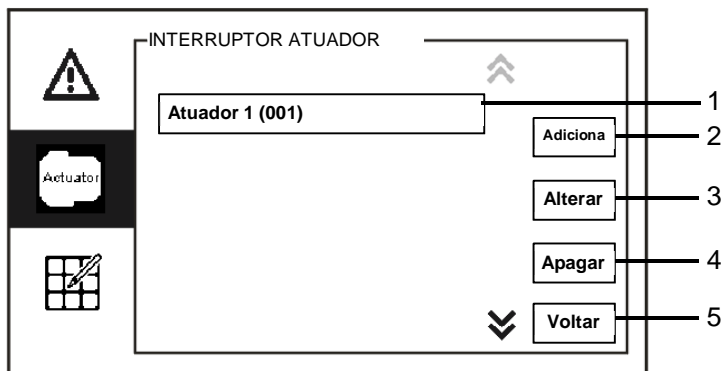 INTERRUPTOR ATUADOR
Atuador 1 (001)
1
Adiciona
2
Actuator
Alterar
3
Apagar
4
Voltar
5